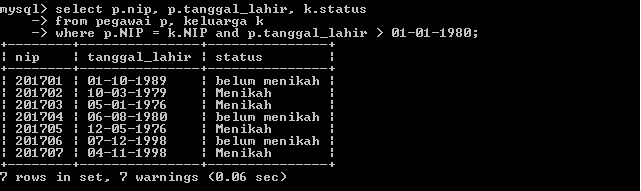 mysql> select p.nip, p.tanggal_lahir, k.status
    -> from pegawai p, keluarga k
    -> where p.NIP = k.NIP and p.tanggal_lahir > 01-01-1980;
+--------+---------------+---------------+
¦ nip    ¦ tanggal_lahir ¦ status        ¦
+--------+---------------+---------------+
¦ 201701 ¦ 01-10-1989    ¦ belum menikah ¦
¦ 201702 ¦ 10-03-1979    ¦ Menikah       ¦
¦ 201703 ¦ 05-01-1976    ¦ Menikah       ¦
¦ 201704 ¦ 06-08-1980    ¦ belum menikah ¦
¦ 201705 ¦ 12-05-1976    ¦ Menikah       ¦
¦ 201706 ¦ 07-12-1998    ¦ belum menikah ¦
¦ 201707 ¦ 04-11-1998    ¦ Menikah       ¦
+--------+---------------+---------------+
7 rows in set, 7 warnings (0.06 sec)